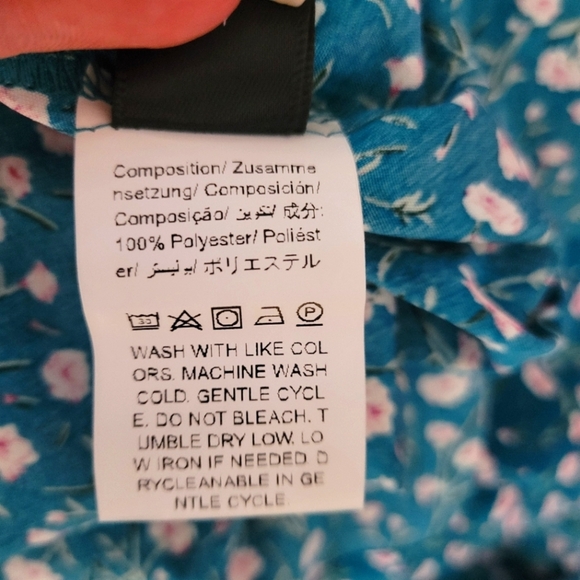 Composition/ Zusamme
nsetzung/ Composición/
Composição/ تكوين/ 成分:
100% Polyester/ Poliést
er/ بوليستر/ ポリエステル
30
P
WASH WITH LIKE COL
ORS. MACHINE WASH
COLD. GENTLE CYCL
E. DO NOT BLEACH. T
UMBLE DRY LOW. LO
W IRON IF NEEDED. D
RYCLEANABLE IN GE
NTLE CYCLE.